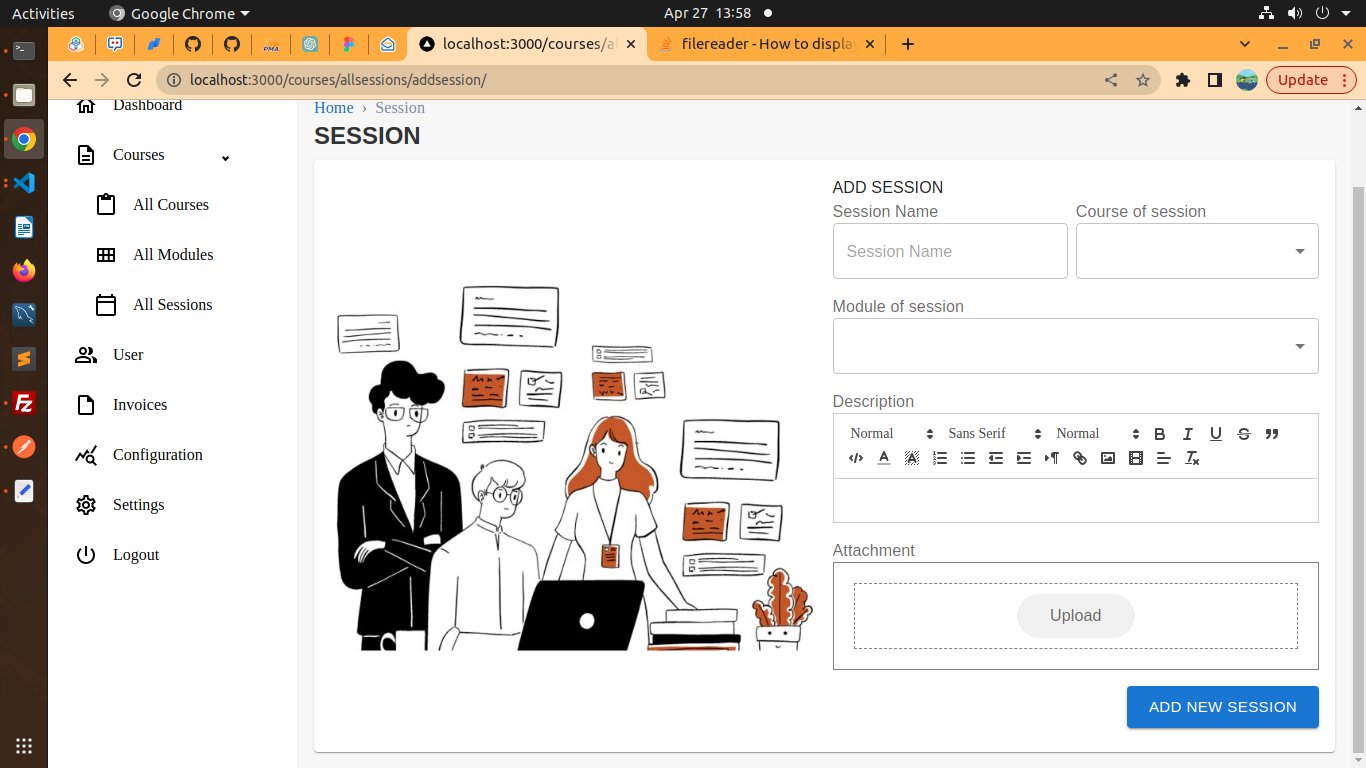 Activities
Google Chrome
Apr 27 13:58
PMA
localhost:3000/courses/al
filereader - How to display
localhost:3000/courses/allsessions/addsession/
Update
Dashboard
Courses
All Courses
All Modules
All Sessions
User
Invoices
Configuration
Settings
Logout
Home › Session
SESSION
ADD SESSION
Session Name
Course of session
Session Name
Module of session
Description
Normal
Sans Serif
Normal
Attachment
Upload
ADD NEW SESSION